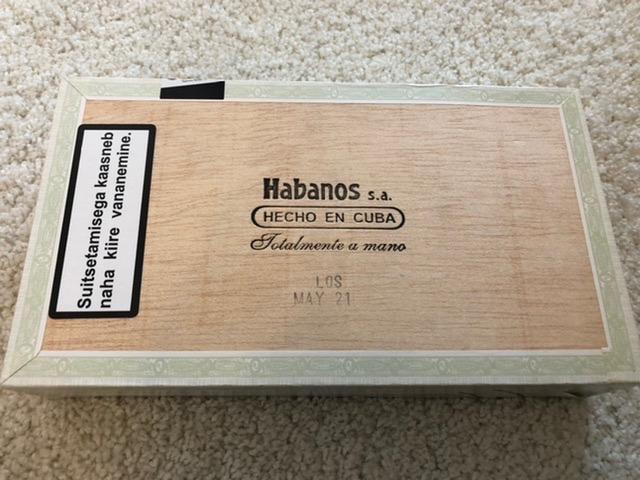 Suitsetamisega kaasneb
naha kiire vananemine.
Habanos s.a.
HECHO EN CUBA
Totalmente a mano
LOS
MAY 21